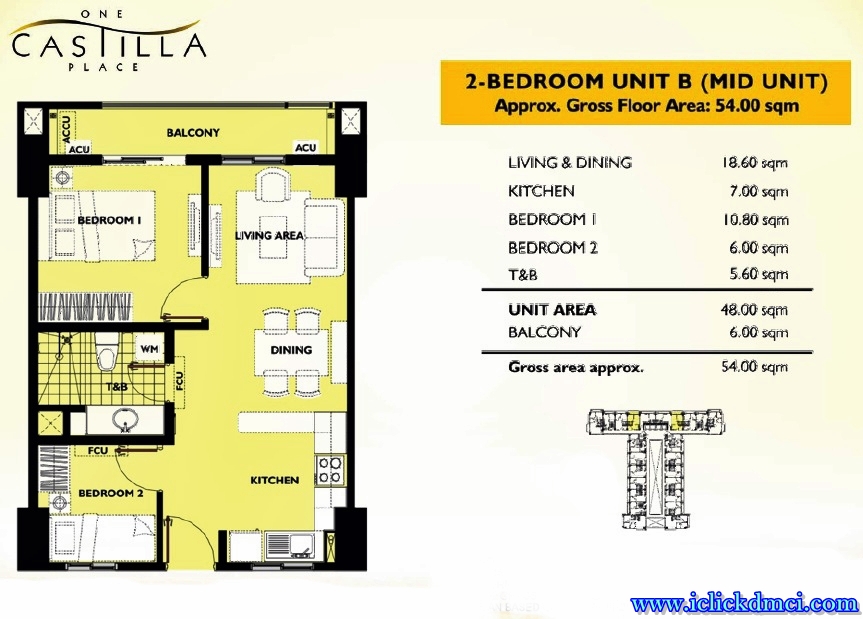 ONE
CASTILLA
PLACE
2-BEDROOM UNIT B (MID UNIT)
Approx. Gross Floor Area: 54.00 sqm
ACCU
ACU
BALCONY
ACU
BEDROOM 1
LIVING AREA
DINING
WM
FCU
T&B
FCU
BEDROOM 2
KITCHEN
LIVING & DINING 18.60 sqm
KITCHEN 7.00 sqm
BEDROOM 1 10.80 sqm
BEDROOM 2 6.00 sqm
T&B 5.60 sqm
UNIT AREA 48.00 sqm
BALCONY 6.00 sqm
Gross area approx. 54.00 sqm
www.iclickdmci.com